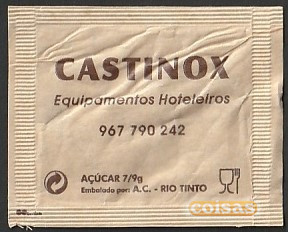 CASTINOX
Equipamentos Hoteleiros
967 790 242
AÇÚCAR 7/9g
Embalado por: A.C. - RIO TINTO
coisas